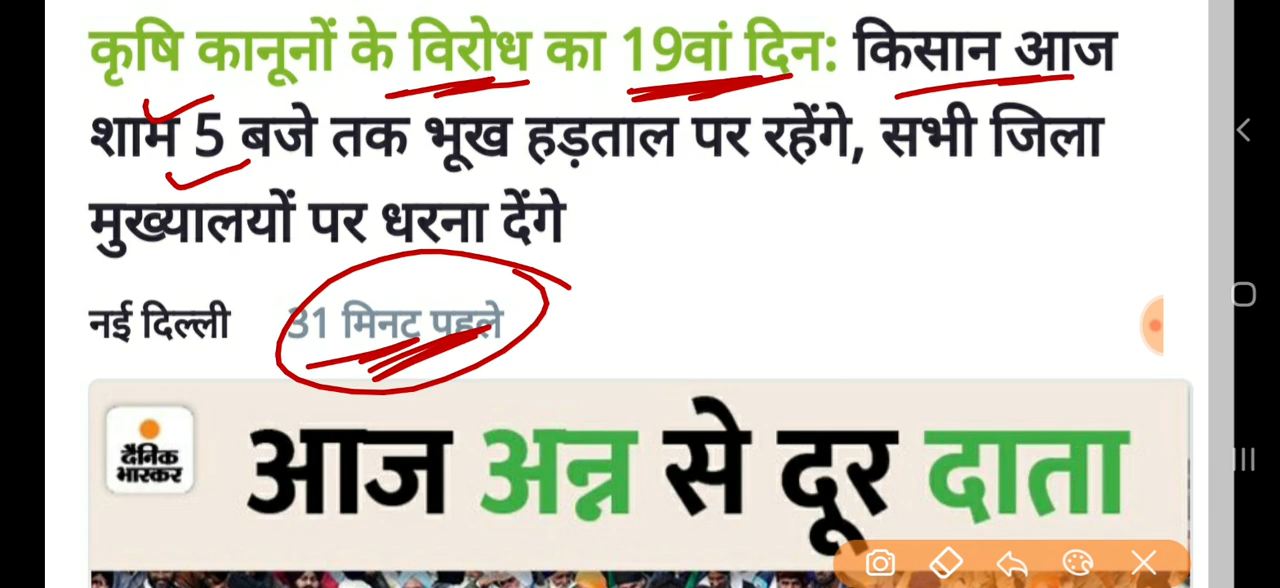 कृषि कानूनों के विरोध का 19वां दिन: किसान आज
शाम 5 बजे तक भूख हड़ताल पर रहेंगे, सभी जिला
मुख्यालयों पर धरना देंगे
नई दिल्ली 31 मिनट पहले
दैनिक
भास्कर
आज अन्न से दूर दाता